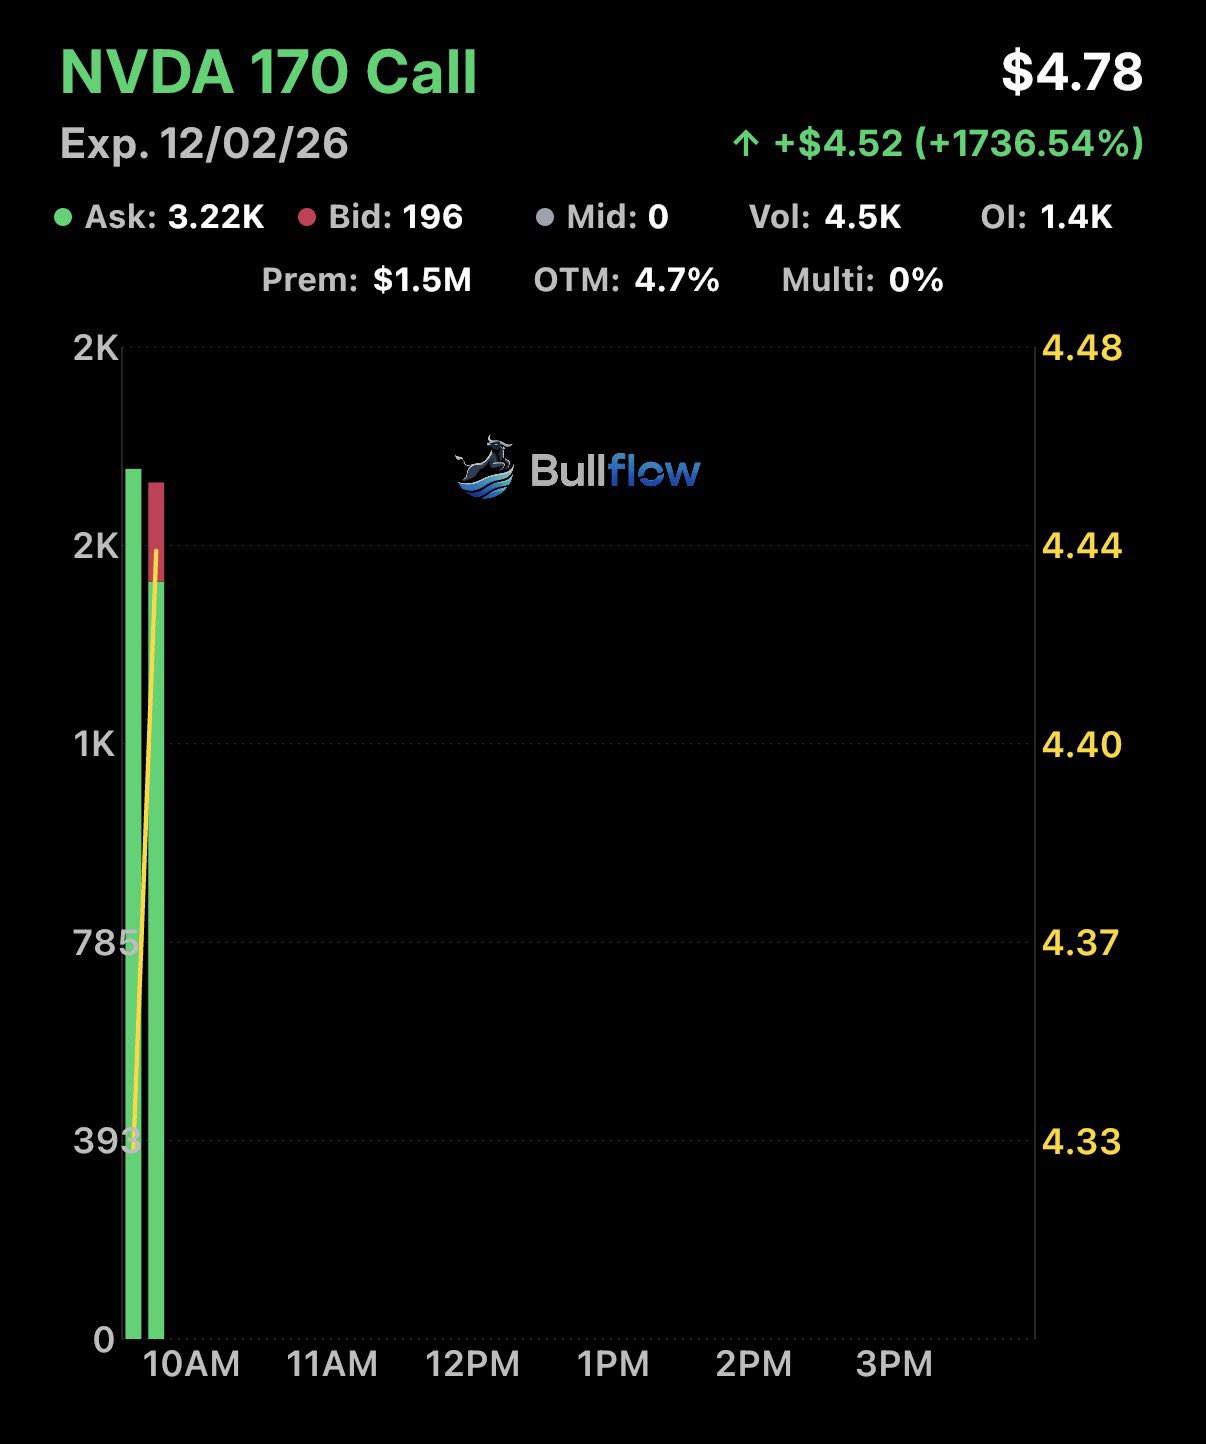 NVDA 170 Call
$4.78
Exp. 12/02/26
↑ +$4.52 (+1736.54%)
Ask: 3.22K Bid: 196 Mid: 0 Vol: 4.5K OI: 1.4K
Prem: $1.5M OTM: 4.7% Multi: 0%
2K 4.48
Bullflow
2K 4.44
1K 4.40
785 4.37
393 4.33
0
10AM 11AM 12PM 1PM 2PM 3PM